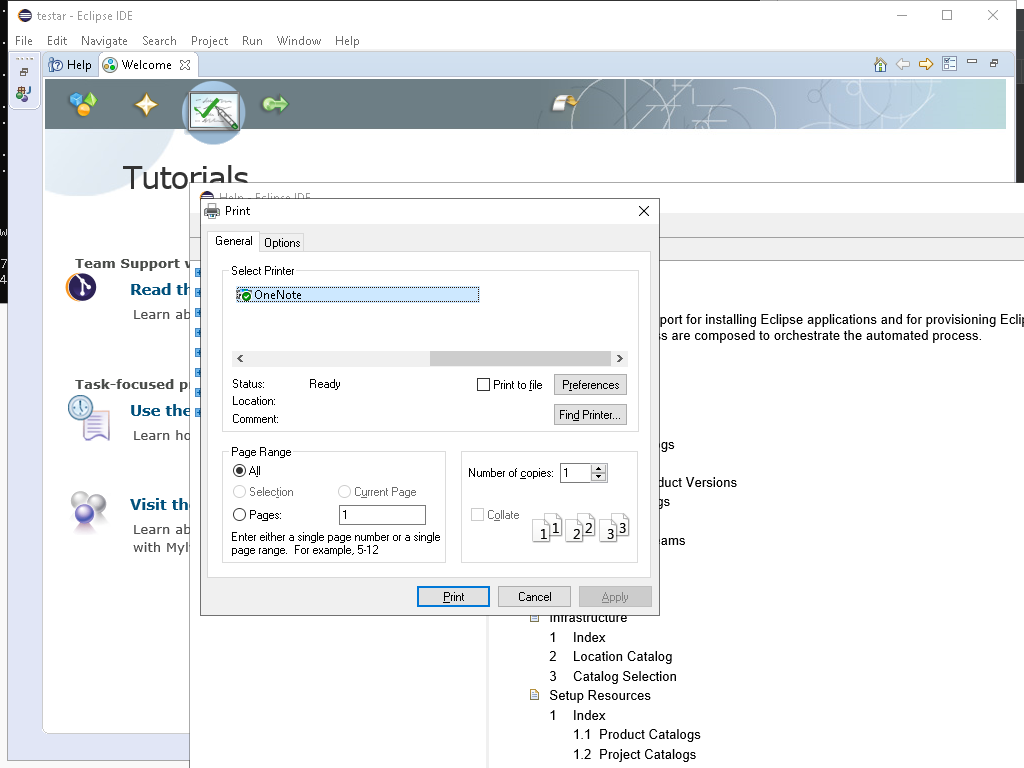 testar - Eclipse IDE
File Edit Navigate Search Project Run Window Help
Help Welcome
Tutorials
Help - Eclipse IDE
Print
General Options
Team Support
Select Printer
Read th
OneNote
Learn ab
port for installing Eclipse applications and for provisioning Ecli
s are composed to orchestrate the automated process.
Status: Ready
Print to file
Preferences
Location:
Task-focused p
Comment:
Find Printer...
Use the
Learn ho
Page Range
All
Number of copies: 1
gs
duct Versions
Selection
Current Page
gs
Visit the
Pages: 1
Collate
1 1 2 2 3 3
Learn ab
Enter either a single page number or a single
page range. For example, 5-12
ams
with Myl
Print Cancel Apply
Infrastructure
1 Index
2 Location Catalog
3 Catalog Selection
Setup Resources
1 Index
1.1 Product Catalogs
1.2 Project Catalogs